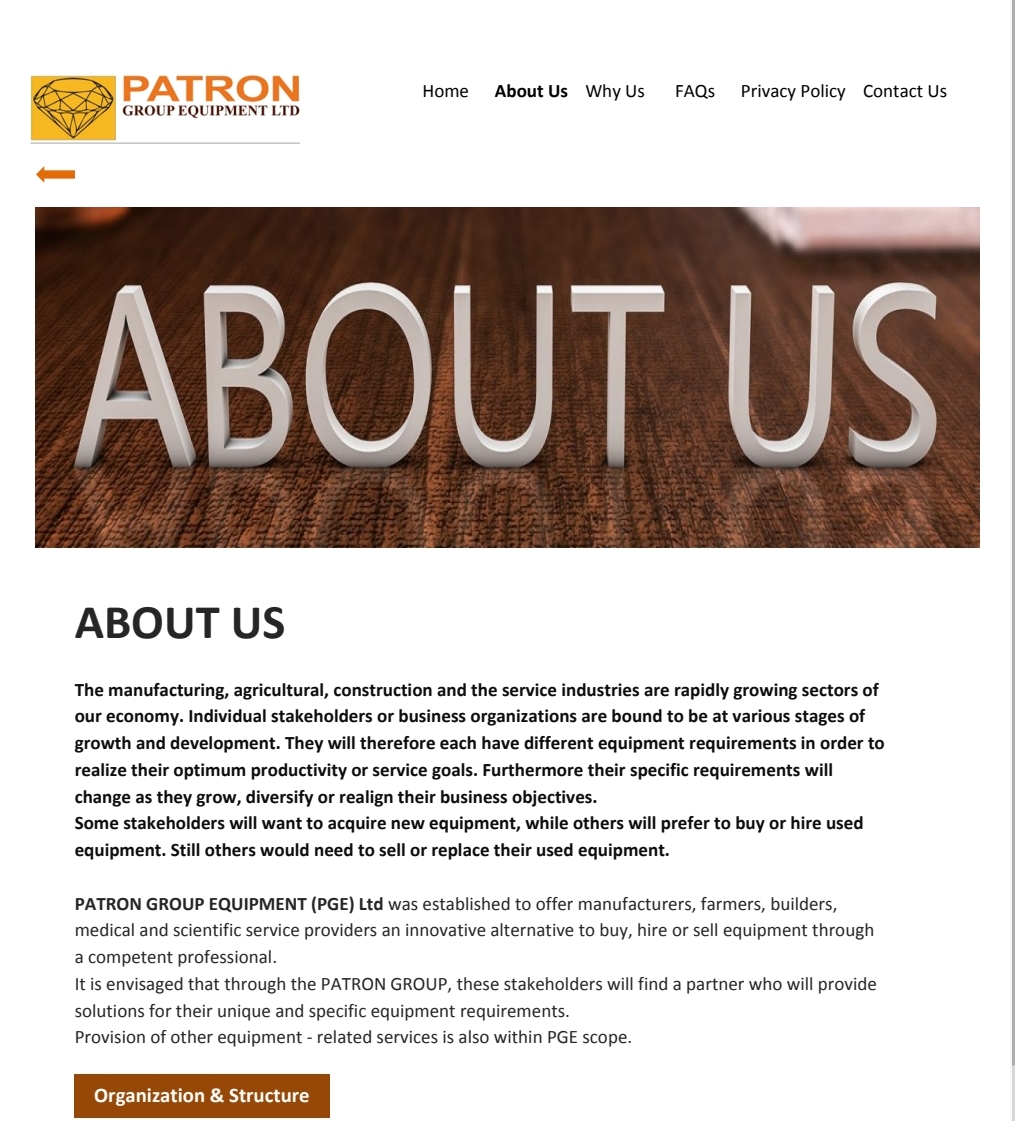 PATRON
GROUP EQUIPMENT LTD
Home About Us Why Us FAQs Privacy Policy Contact Us
ABOUT US
ABOUT US
The manufacturing, agricultural, construction and the service industries are rapidly growing sectors of
our economy. Individual stakeholders or business organizations are bound to be at various stages of
growth and development. They will therefore each have different equipment requirements in order to
realize their optimum productivity or service goals. Furthermore their specific requirements will
change as they grow, diversify or realign their business objectives.
Some stakeholders will want to acquire new equipment, while others will prefer to buy or hire used
equipment. Still others would need to sell or replace their used equipment.
PATRON GROUP EQUIPMENT (PGE) Ltd was established to offer manufacturers, farmers, builders,
medical and scientific service providers an innovative alternative to buy, hire or sell equipment through
a competent professional.
It is envisaged that through the PATRON GROUP, these stakeholders will find a partner who will provide
solutions for their unique and specific equipment requirements.
Provision of other equipment - related services is also within PGE scope.
Organization & Structure